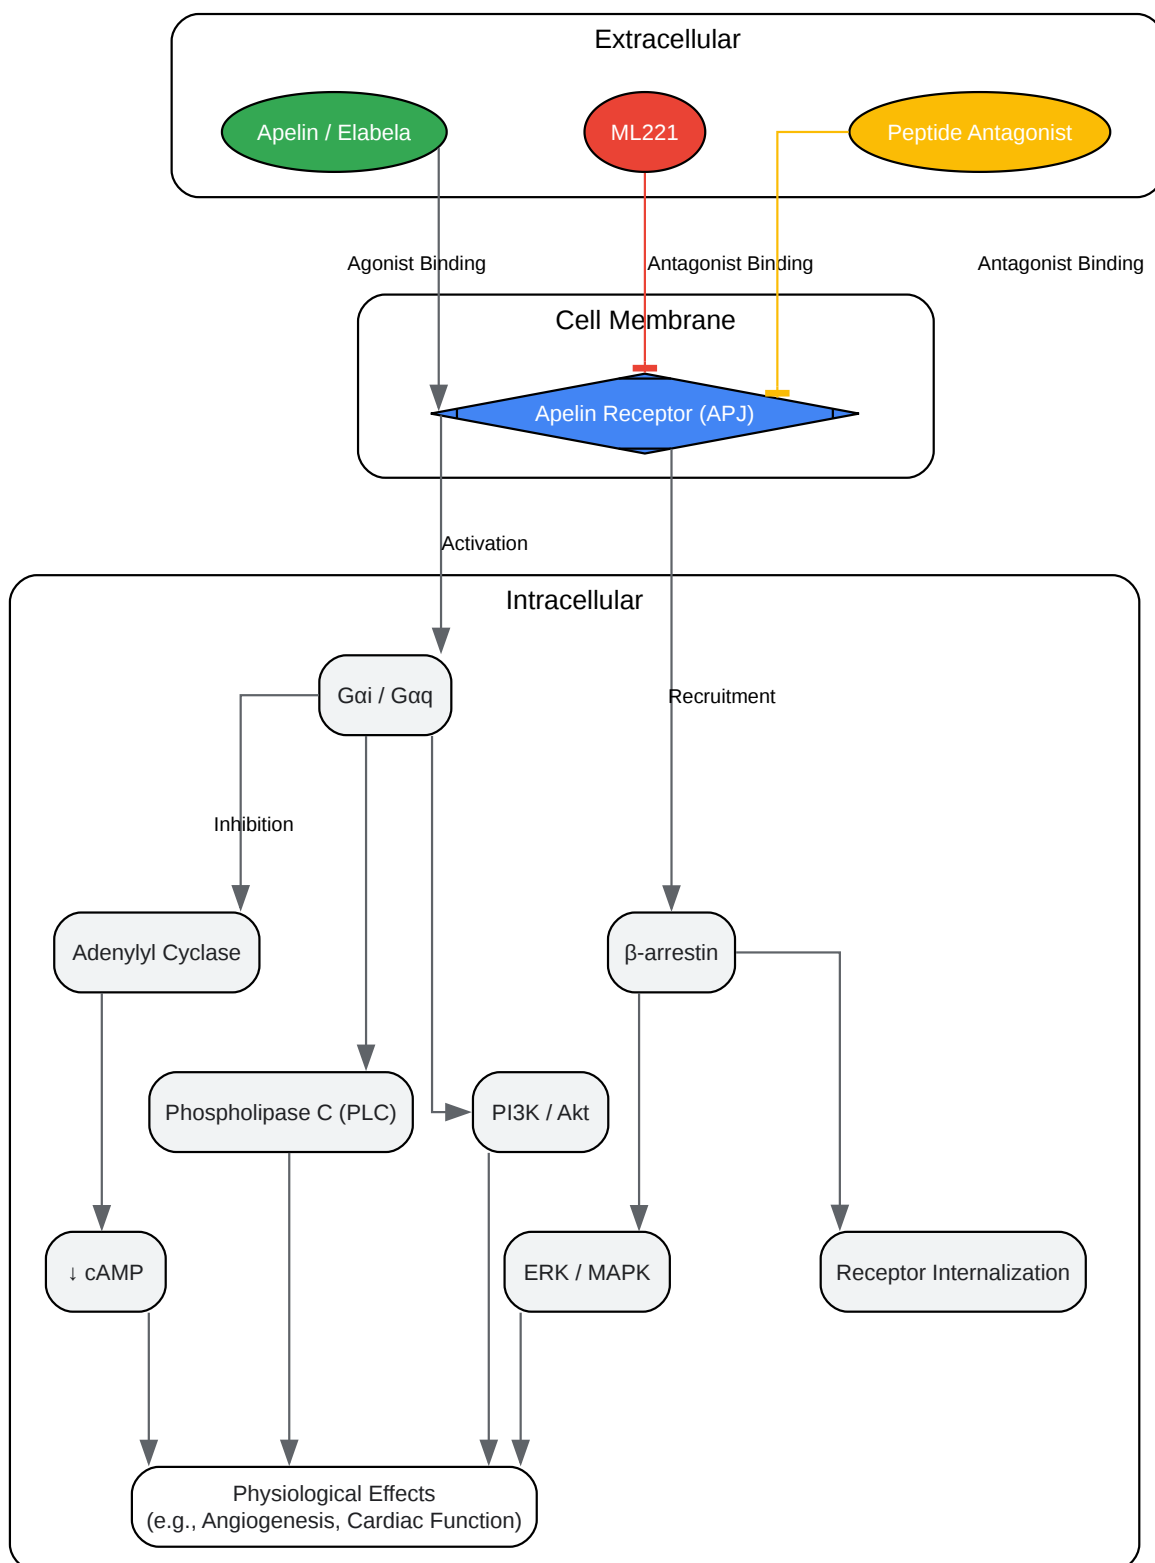 Extracellular
Apelin / Elabela
ML221
Peptide Antagonist
Agonist Binding
Antagonist Binding
Antagonist Binding
Cell Membrane
Apelin Receptor (APJ)
Activation
Intracellular
Gαi / Gαq
Recruitment
Inhibition
Adenylyl Cyclase
β-arrestin
Phospholipase C (PLC)
PI3K / Akt
↓ cAMP
ERK / MAPK
Receptor Internalization
Physiological Effects
(e.g., Angiogenesis, Cardiac Function)